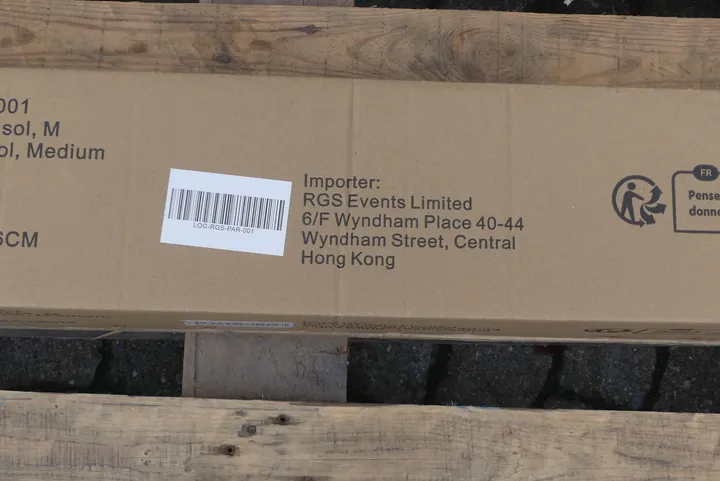 001
sol, M
ol, Medium
6CM
LOG-RGS-PAR-001
Importer:
RGS Events Limited
6/F Wyndham Place 40-44
Wyndham Street, Central
Hong Kong
FR
Pense
donne